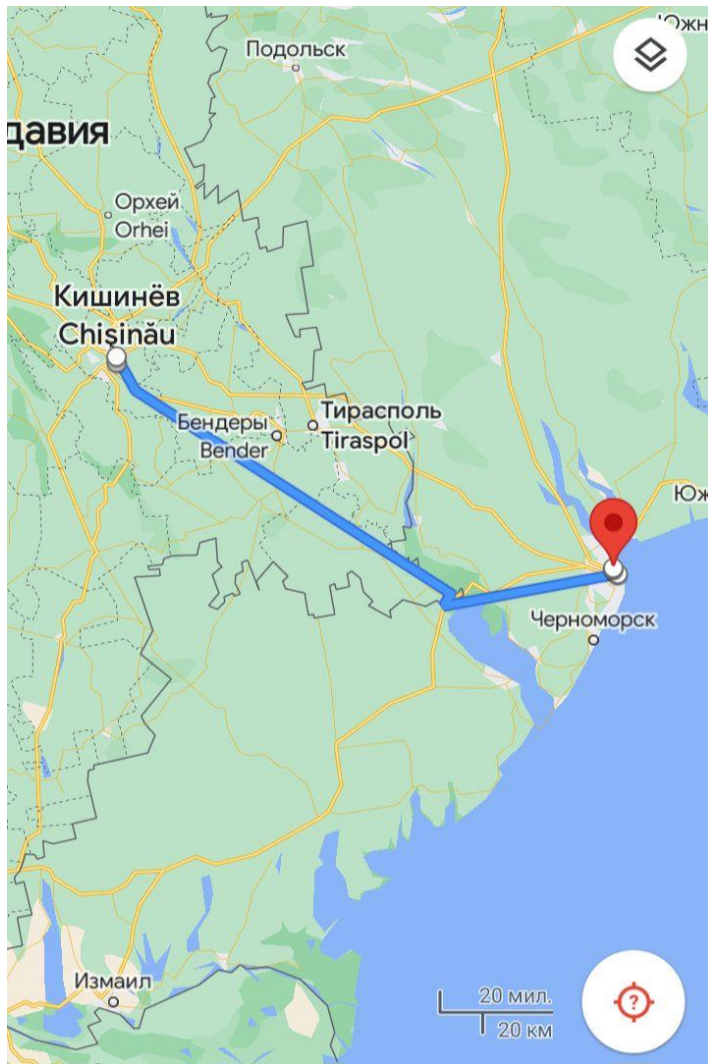 Южн
Подольск
давия
Орхей
Orhei
Кишинёв
Chișinău
Тирасполь
Tiraspol
Бендеры
Bender
Юж
Черноморск
Измаил
20 мил.
20 км
?